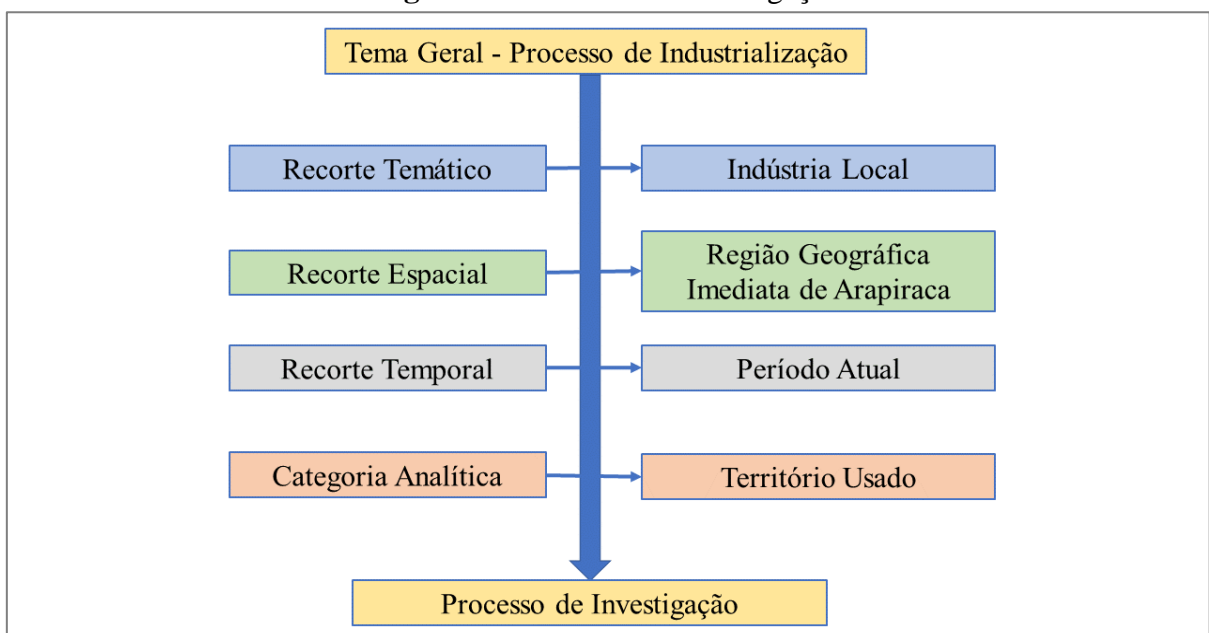 Tema Geral - Processo de Industrialização
Recorte Temático
Indústria Local
Recorte Espacial
Região Geográfica
Imediata de Arapiraca
Recorte Temporal
Período Atual
Categoria Analítica
Território Usado
Processo de Investigação